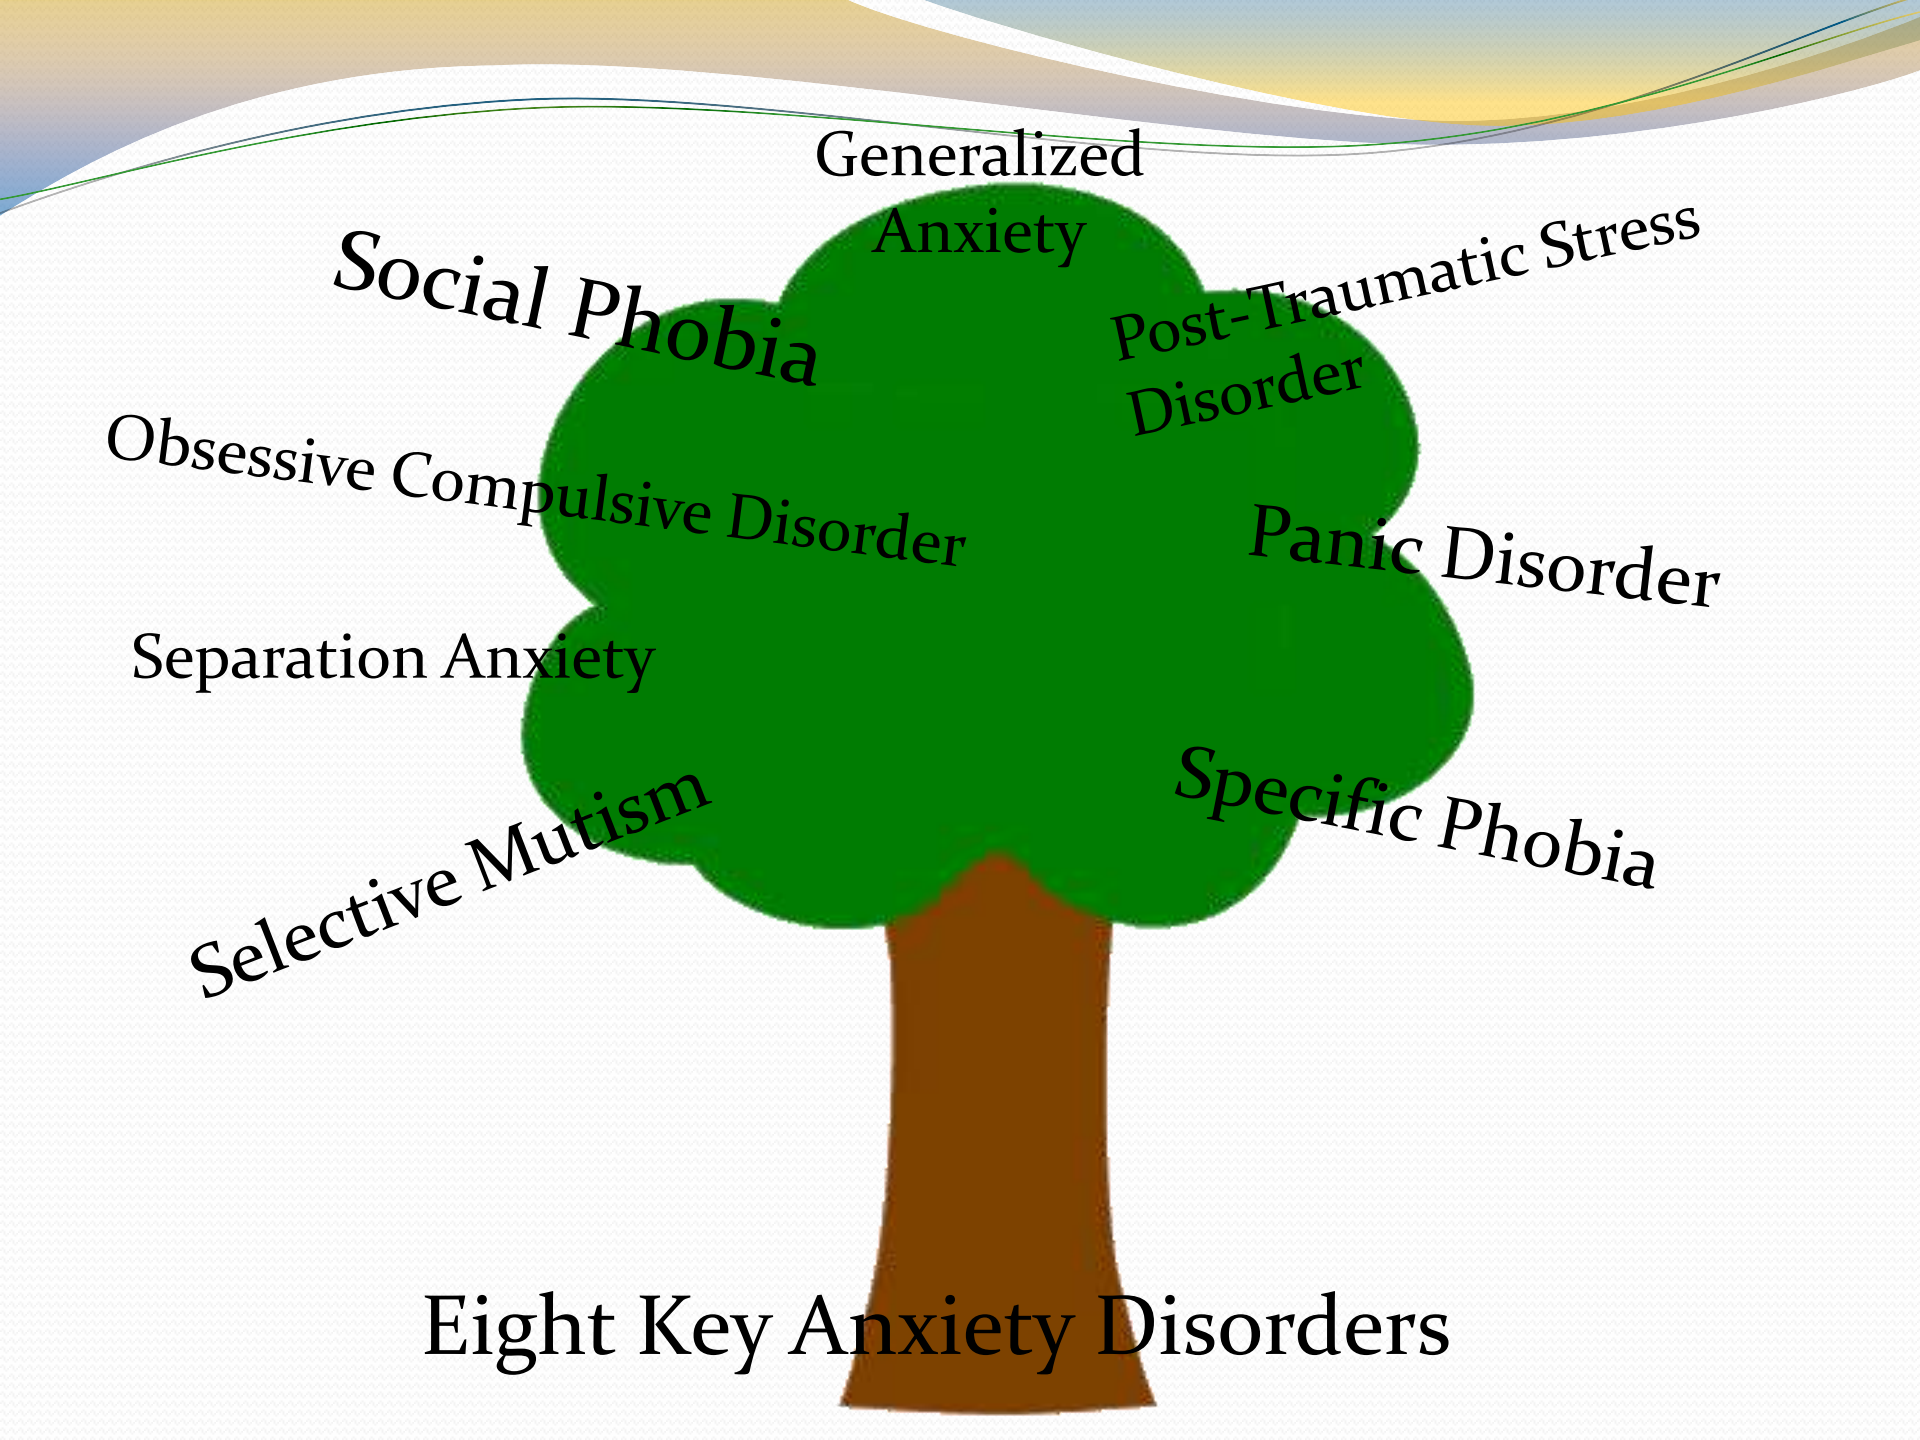 Generalized
Anxiety
Social Phobia
Post-Traumatic Stress
Disorder
Obsessive Compulsive Disorder
Panic Disorder
Separation Anxiety
Specific Phobia
Selective Mutism
Eight Key Anxiety Disorders